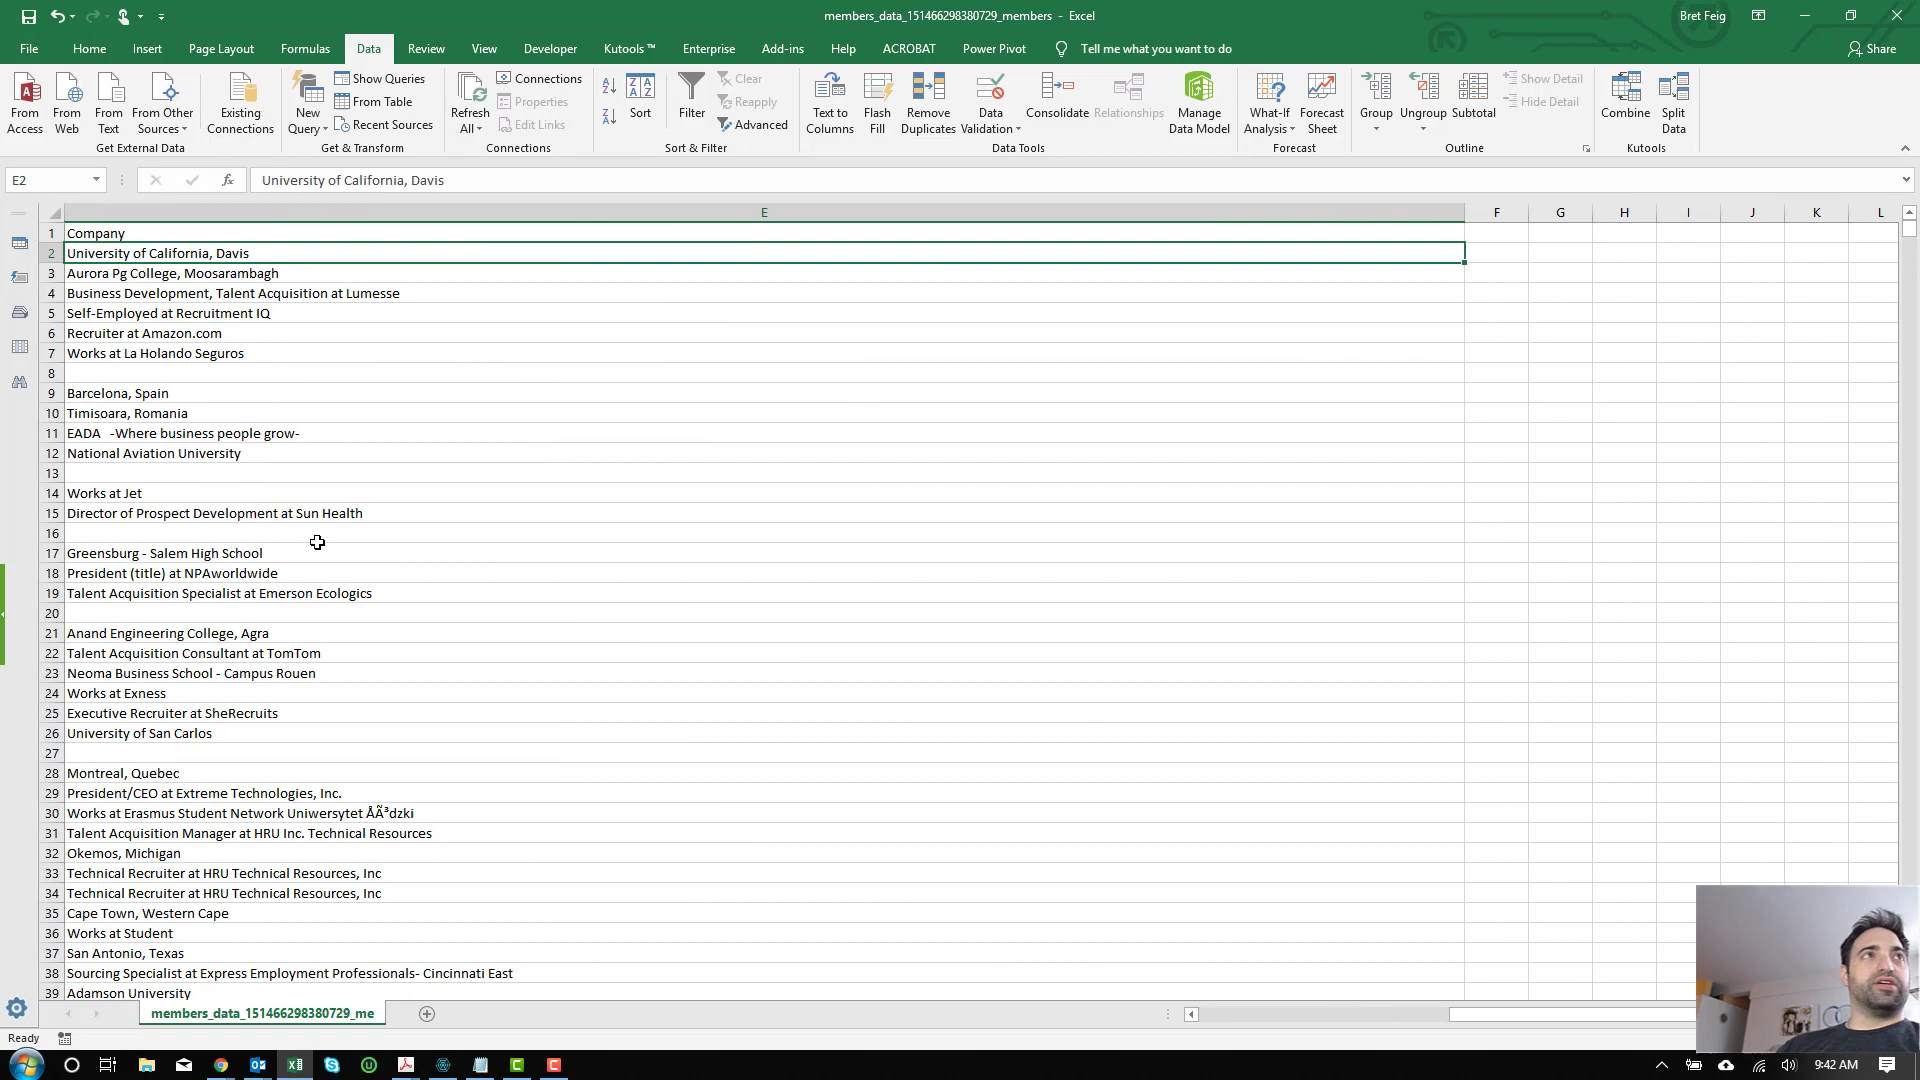 members_data_151466298380729_members - Excel
Bret Feig
File Home Insert Page Layout Formulas Data Review View Developer Kutools ™ Enterprise Add-ins Help ACROBAT Power Pivot Tell me what you want to do Share
From Access
From Web
From Text
From Other Sources
Existing Connections
Get External Data
New Query
Show Queries
From Table
Recent Sources
Get & Transform
Refresh All
Connections
Properties
Edit Links
Connections
Sort
Filter
Clear
Reapply
Advanced
Sort & Filter
Text to Columns
Flash Fill
Remove Duplicates
Data Validation
Consolidate
Relationships
Manage Data Model
Data Tools
What-If Analysis
Forecast Sheet
Forecast
Group
Ungroup
Subtotal
Show Detail
Hide Detail
Outline
Combine
Split Data
Kutools
E2 fx University of California, Davis
E F G H I J K L
1 Company
2 University of California, Davis
3 Aurora Pg College, Moosarambagh
4 Business Development, Talent Acquisition at Lumesse
5 Self-Employed at Recruitment IQ
6 Recruiter at Amazon.com
7 Works at La Holando Seguros
8
9 Barcelona, Spain
10 Timisoara, Romania
11 EADA -Where business people grow-
12 National Aviation University
13
14 Works at Jet
15 Director of Prospect Development at Sun Health
16
17 Greensburg - Salem High School
18 President (title) at NPAworldwide
19 Talent Acquisition Specialist at Emerson Ecologics
20
21 Anand Engineering College, Agra
22 Talent Acquisition Consultant at TomTom
23 Neoma Business School - Campus Rouen
24 Works at Exness
25 Executive Recruiter at SheRecruits
26 University of San Carlos
27
28 Montreal, Quebec
29 President/CEO at Extreme Technologies, Inc.
30 Works at Erasmus Student Network Uniwersytet ÅÃ³dzki
31 Talent Acquisition Manager at HRU Inc. Technical Resources
32 Okemos, Michigan
33 Technical Recruiter at HRU Technical Resources, Inc
34 Technical Recruiter at HRU Technical Resources, Inc
35 Cape Town, Western Cape
36 Works at Student
37 San Antonio, Texas
38 Sourcing Specialist at Express Employment Professionals- Cincinnati East
39 Adamson University
members_data_151466298380729_me
Ready
9:42 AM